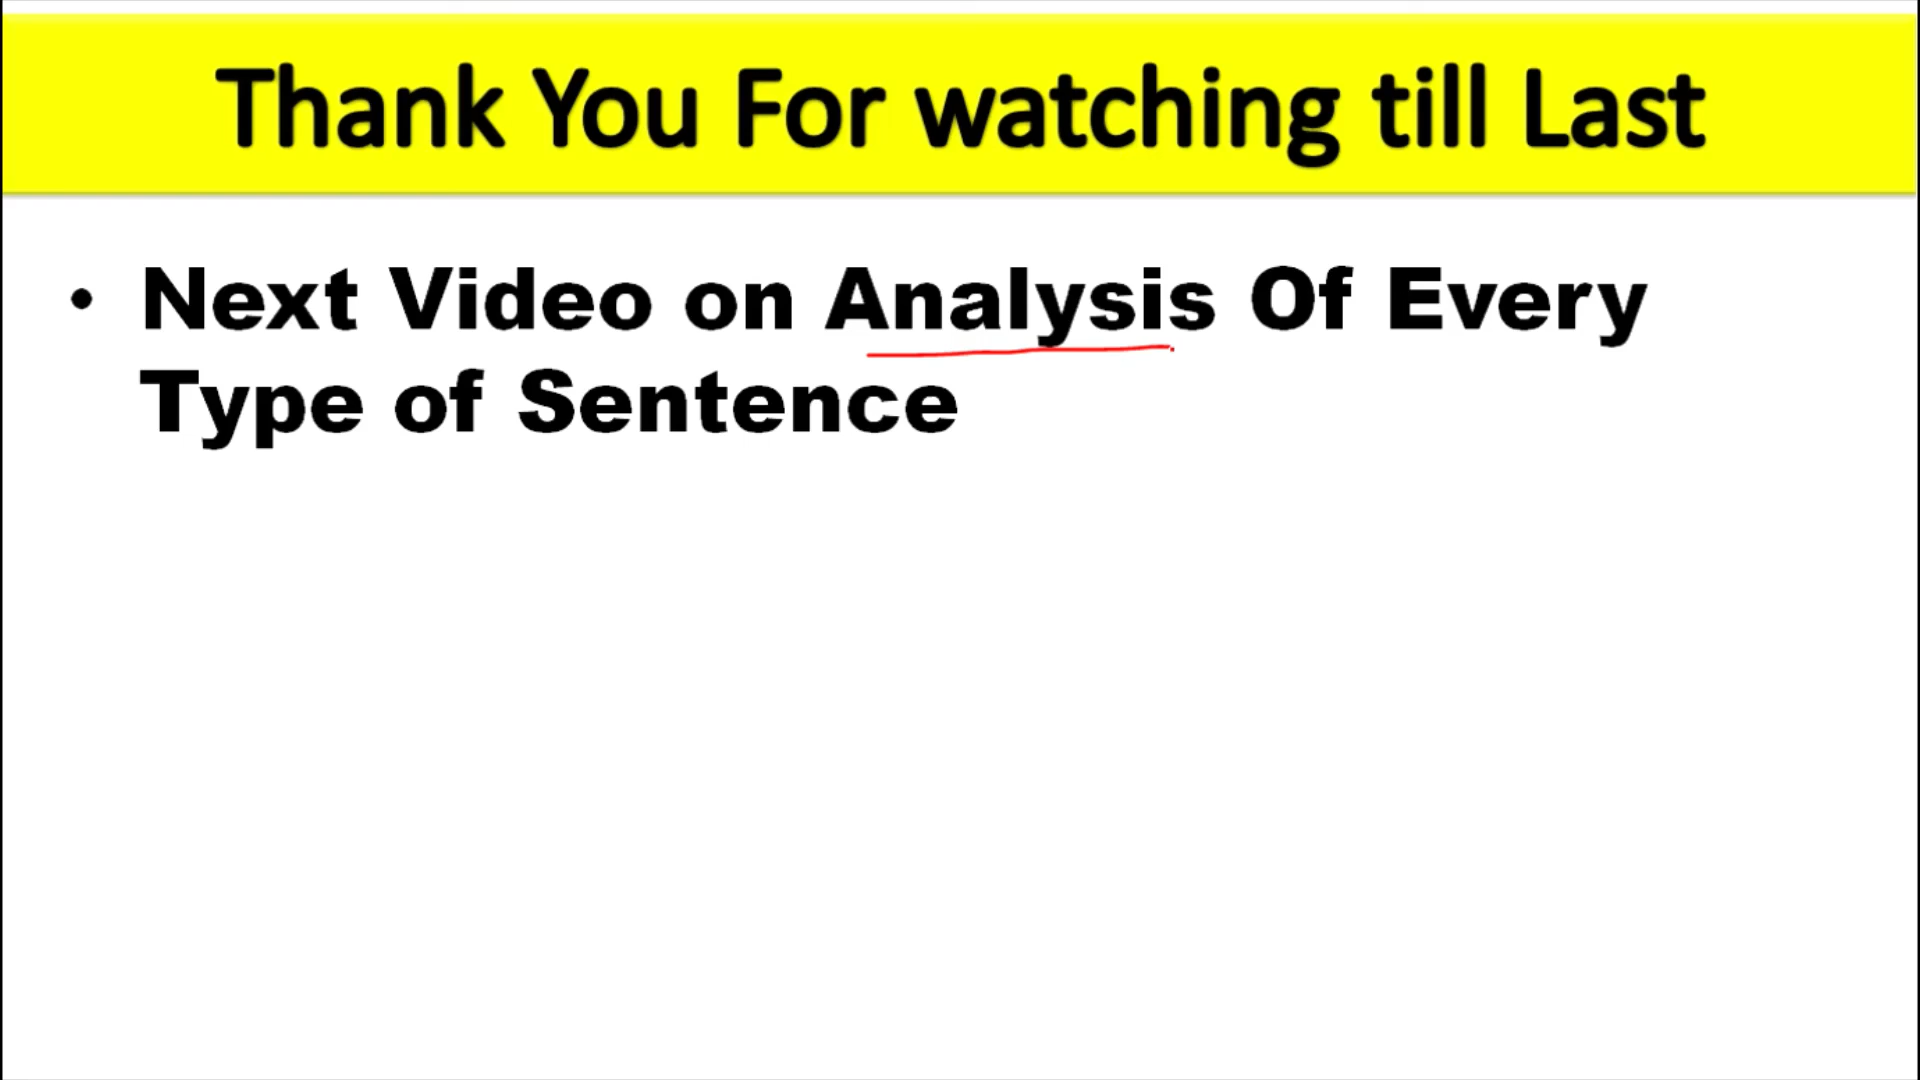 Thank You For watching till Last
• Next Video on Analysis Of Every
Type of Sentence